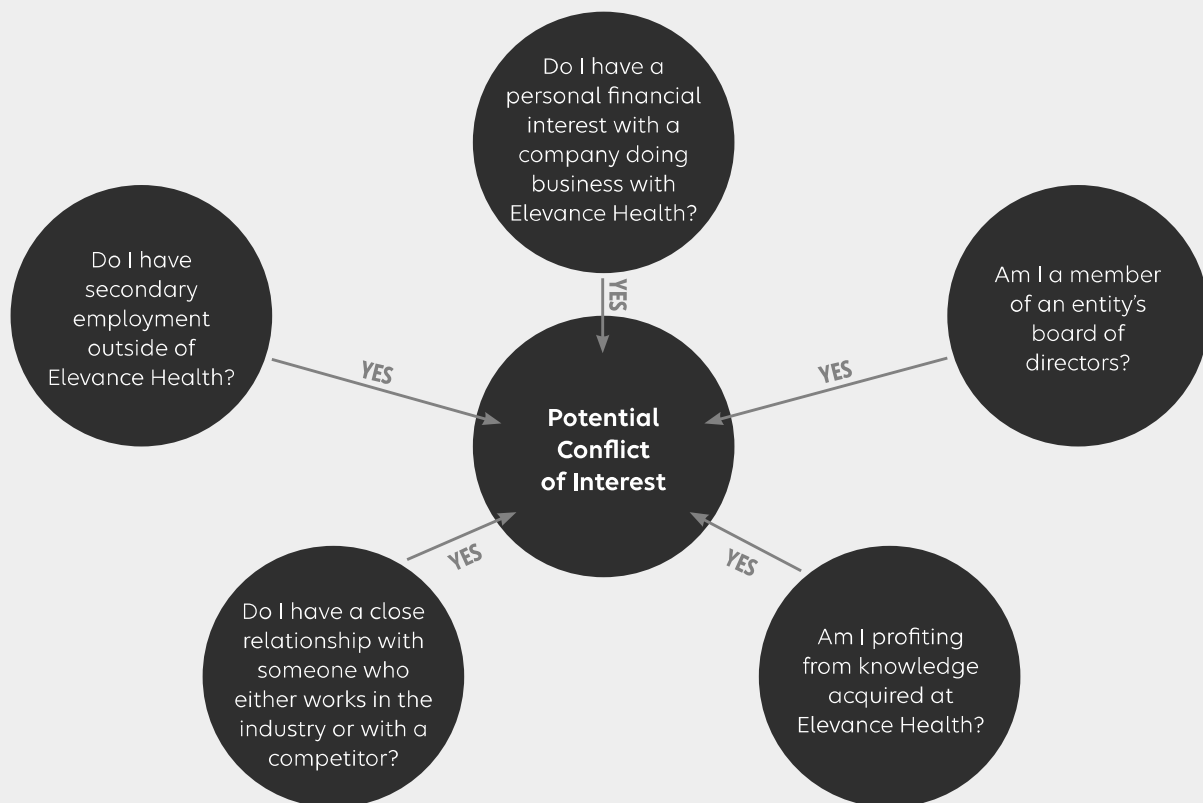 Do I have a
personal financial
interest with a
company doing
business with
Elevance Health?
Do I have
secondary
employment
outside of
Elevance Health?
Am I a member
of an entity’s
board of
directors?
YES
YES
YES
Potential
Conflict
of Interest
YES
YES
Do I have a close
relationship with
someone who
either works in the
industry or with a
competitor?
Am I profiting
from knowledge
acquired at
Elevance Health?